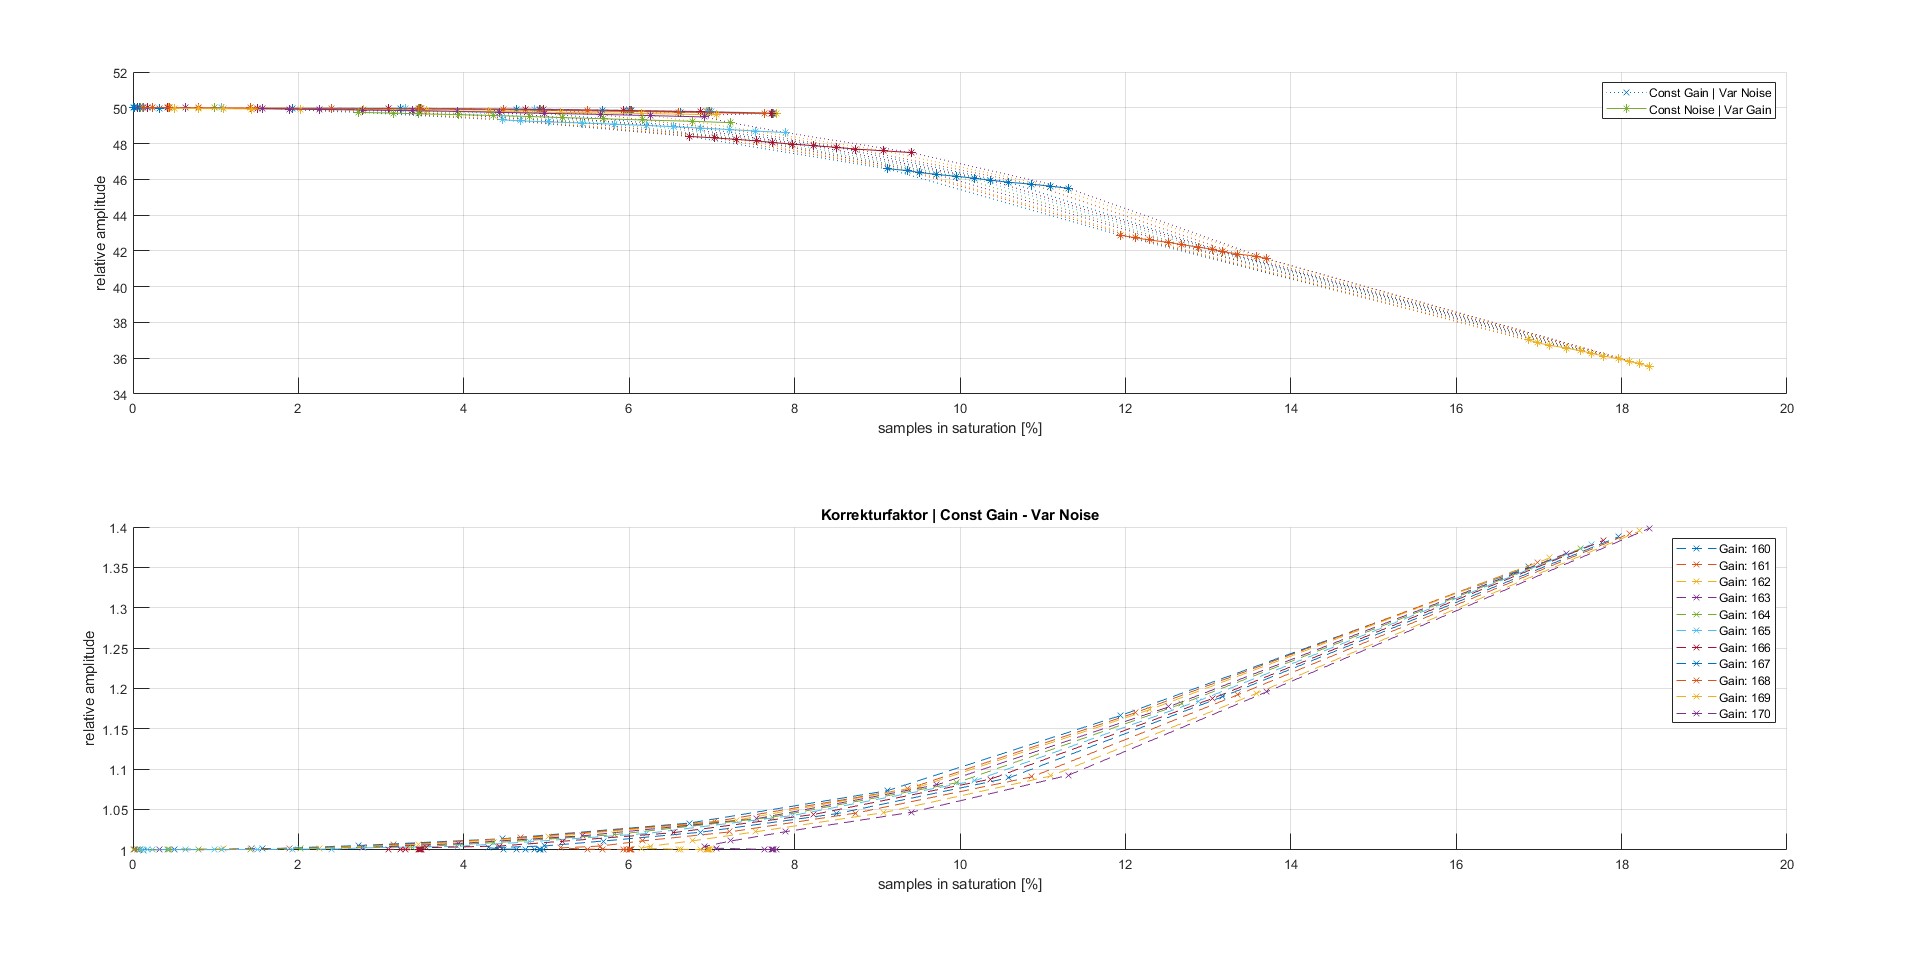 52
50
48
46
44
42
40
38
36
34
relative amplitude
0 2 4 6 8 10 12 14 16 18 20
samples in saturation [%]
Const Gain | Var Noise
Const Noise | Var Gain
Korrekturfaktor | Const Gain - Var Noise
1.4
1.35
1.3
1.25
1.2
1.15
1.1
1.05
1
relative amplitude
0 2 4 6 8 10 12 14 16 18 20
samples in saturation [%]
Gain: 160
Gain: 161
Gain: 162
Gain: 163
Gain: 164
Gain: 165
Gain: 166
Gain: 167
Gain: 168
Gain: 169
Gain: 170